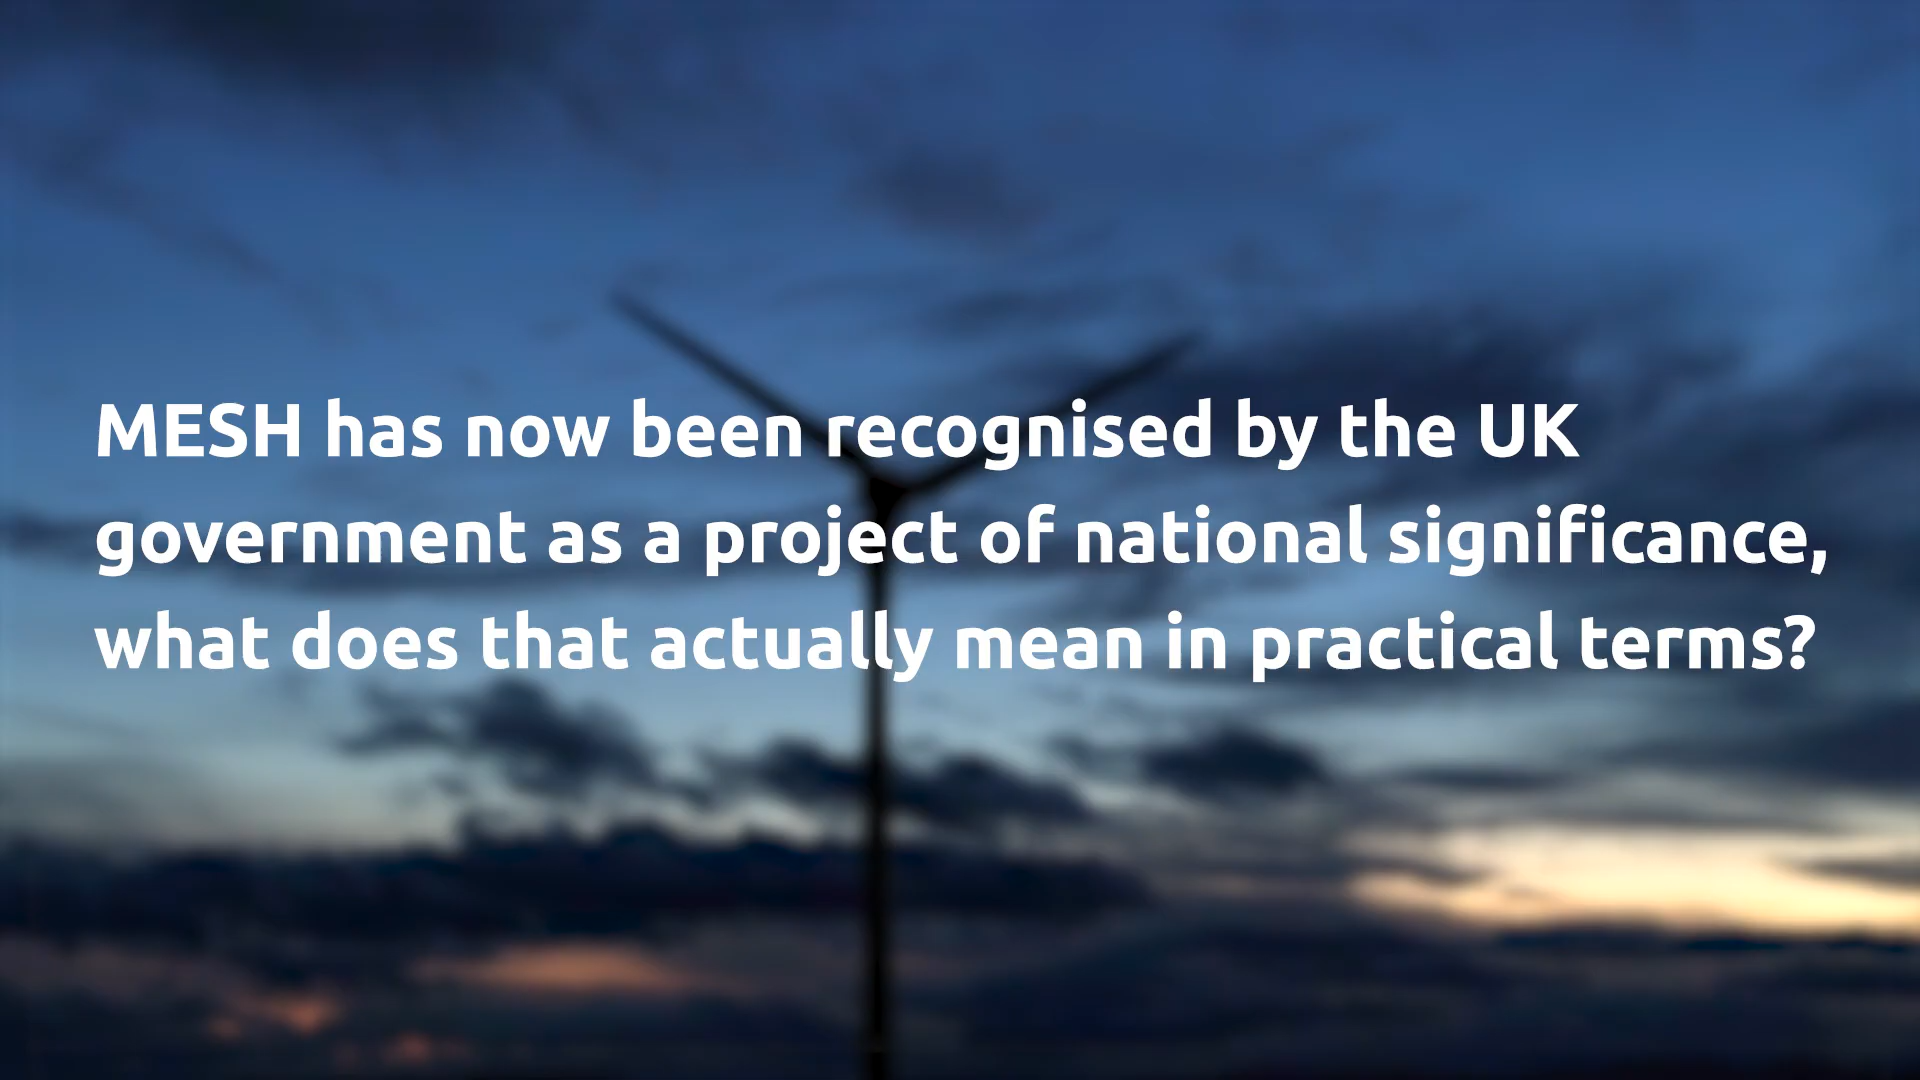 MESH has now been recognised by the UK
government as a project of national significance,
what does that actually mean in practical terms?